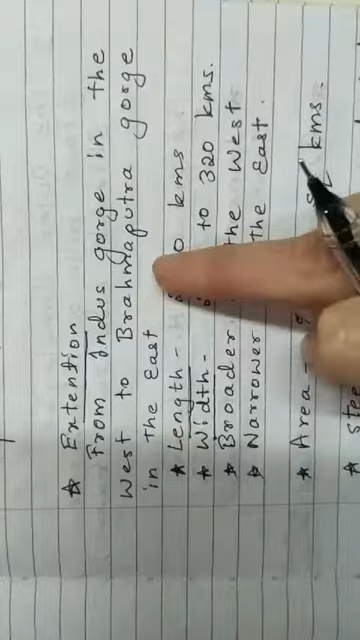 Extention
From Indus gorge in the
West to Brahmaputra gorge
in the East
Length - kms
Width - to 320 kms.
Broader the West
Narrower the East.
Area - kms.